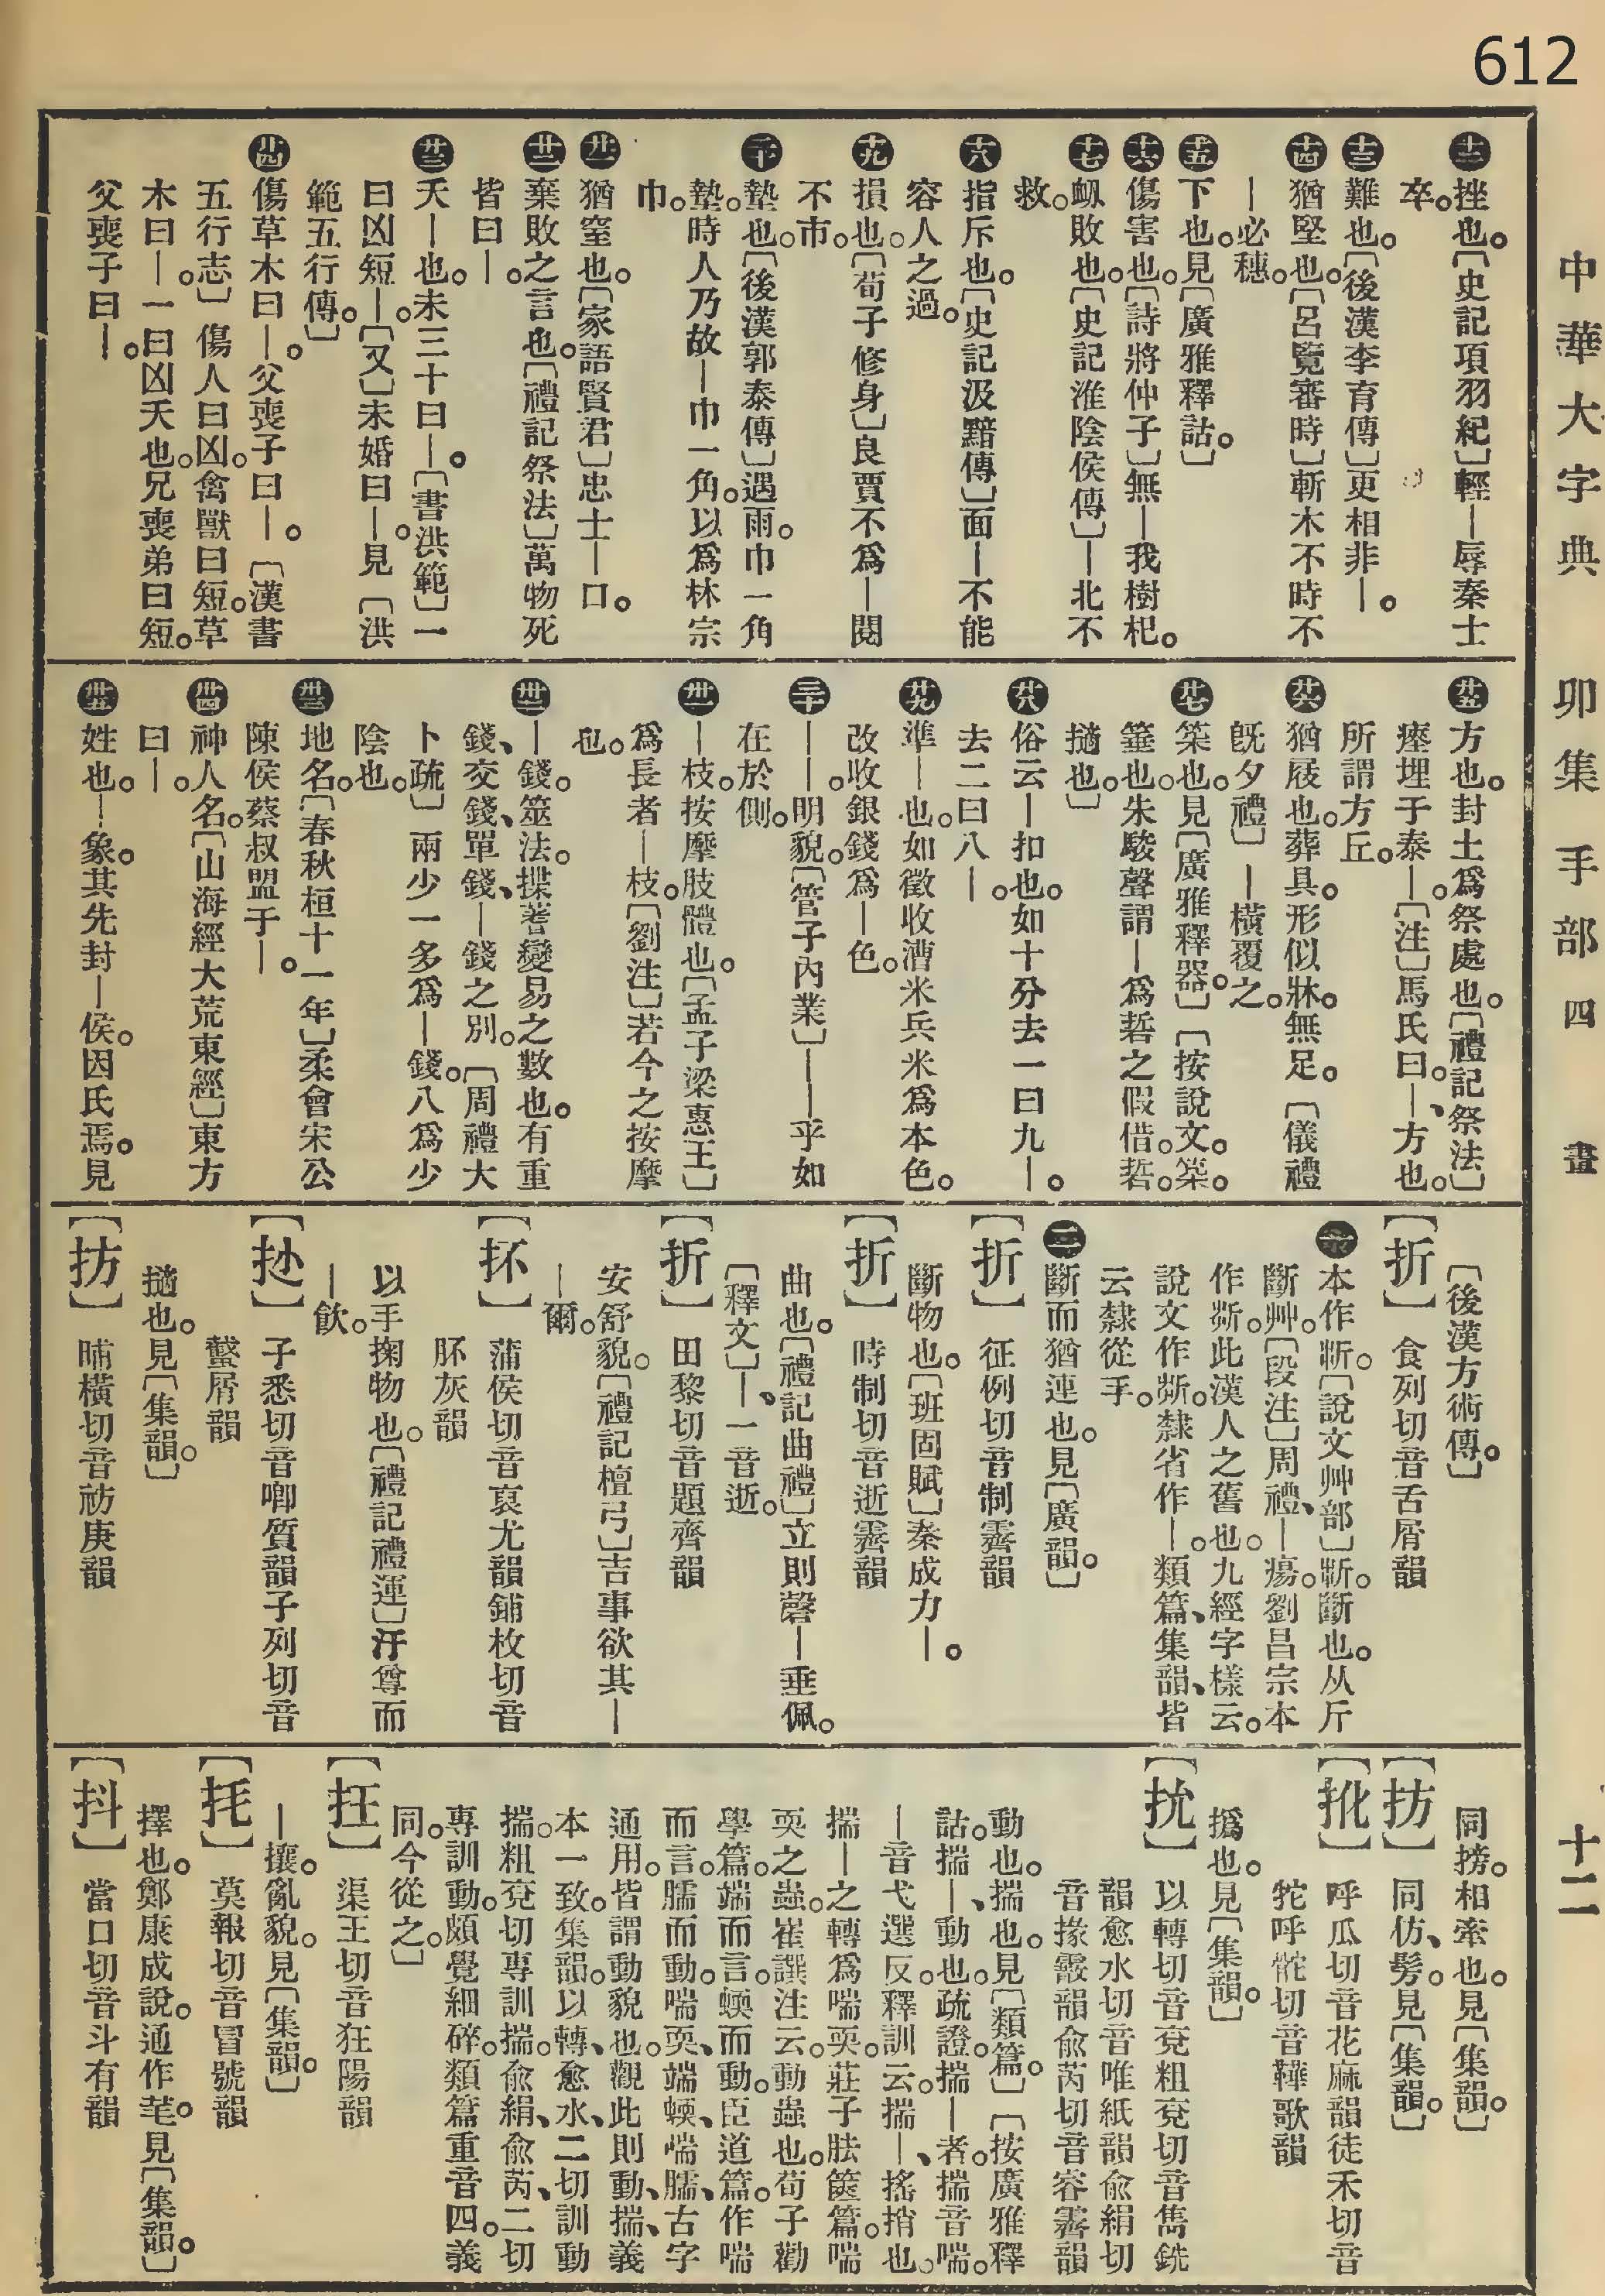 612
中華大字典 卯集 手部 四畫 十二
十二 挫也。〔史記項羽紀〕輕—辱秦士
卒。
十三 難也。〔後漢李育傳〕更相非—。
十四 猶堅也。〔呂覽審時〕斬木不時不
—必穗。
十五 下也。見〔廣雅釋詁。〕
十六 傷害也。〔詩將仲子〕無—我樹杞。
十七 衂敗也。〔史記淮陰侯傳〕—北不
救。
十八 指斥也。〔史記汲黯傳〕面—不能
容人之過。
十九 損也。〔荀子修身〕良賈不爲—閱
不市。
二十 墊也。〔後漢郭泰傳〕遇雨。巾一角
墊。時人乃故—巾一角。以爲林宗
巾。
廿一 猶窒也。〔家語賢君〕忠士—口。
廿二 棄敗之言也。〔禮記祭法〕萬物死
皆曰—。
廿三 夭—也。未三十曰—。〔書洪範〕一
曰凶短—。〔又〕未婚曰—。見〔洪
範五行傳。〕
廿四 傷草木曰—。父喪子曰—。〔漢書
五行志〕傷人曰凶。禽獸曰短。草
木曰—。一曰凶夭也。兄喪弟曰短。
父喪子曰—。
廿五 方也。封土爲祭處也。〔禮記祭法〕
瘞埋于泰—。〔注〕馬氏曰。—、方也。
所謂方丘。
廿六 猶庪也。葬具。形似牀。無足。〔儀禮
旣夕禮〕—橫覆之。
廿七 䇷也。見〔廣雅釋器。〕〔按說文。䇷。
箠也。朱駿聲謂—爲硩之假借。硩。
擿也。〕
廿八 俗云—扣也。如十分去一曰九—。
去二曰八—。
廿九 準—也。如徵收漕米兵米爲本色。
改收銀錢爲—色。
三十 ——明貌。〔管子內業〕——乎如
在於側。
卅一 —枝。按摩肢體也。〔孟子梁惠王〕
爲長者—枝。〔劉注〕若今之按摩
也。
卅二 —錢。筮法。揲蓍變易之數也。有重
錢、交錢、單錢、—錢之別。〔周禮大
卜疏〕兩少一多爲—錢。八爲少
陰也。
卅三 地名。〔春秋桓十一年〕柔會宋公
陳侯蔡叔盟于—。
卅四 神人名。〔山海經大荒東經〕東方
曰—。
卅五 姓也。—象。其先封—侯。因氏焉。見
〔後漢方術傳。〕
〔折〕食列切音舌屑韻
一 本作𣂚。〔說文艸部〕𣂚。斷也。从斤
斷艸。〔段注〕周禮、—瘍。劉昌宗本
作𣂚。此漢人之舊也。九經字樣云。
說文作𣂚。隸省作—。類篇、集韻、皆
云隸從手。
二 斷而猶連也。見〔廣韻。〕
〔折〕征例切音制霽韻
斷物也。〔班固賦〕秦成力—。
〔折〕時制切音逝霽韻
曲也。〔禮記曲禮〕立則磬—垂佩。
〔釋文〕—、一音逝。
〔折〕田黎切音題齊韻
安舒貌。〔禮記檀弓〕吉事欲其—
—爾。
〔抔〕蒲侯切音裒尤韻鋪枚切音
胚灰韻
以手掬物也。〔禮記禮運〕汙尊而
—飮。
〔抋〕子悉切音喞質韻子列切音
蠽屑韻
擿也。見〔集韻。〕
〔㧍〕晡橫切音祊庚韻
同搒。相牽也。見〔集韻。〕
〔㧍〕同仿、髣。見〔集韻。〕
〔㧌〕呼瓜切音花麻韻徒禾切音
牝呼㐌切音鞾歌韻
撝也。見〔集韻。〕
〔抭〕以轉切音兗粗兗切音雋銑
韻愈水切音唯紙韻俞絹切
音掾霰韻兪芮切音容霽韻
動也。揣也。見〔類篇。〕〔按廣雅釋
詁。揣—、動也。疏證。揣—者。揣音喘。
—音弋選反。釋訓云。揣—、搖捎也。
揣—之轉爲喘耎。莊子胠篋篇。喘
耎之蟲。崔譔注云。動蟲也。荀子勸
學篇。端而言。蝡而動。臣道篇。作喘
而言。臑而動。喘耎、端蝡、喘臑、古字
通用。皆謂動貌也。觀此則動、揣、義
本一致。集韻。以轉、愈水、二切訓動
揣。粗兗切專訓揣。俞絹、俞芮、二切
專訓動。頗覺細碎。類篇重音四。義
同。今從之。〕
〔抂〕渠王切音狂陽韻
—攘。亂貌。見〔集韻。〕
〔㧌〕莫報切音冒號韻
擇也。鄭康成說。通作芼。見〔集韻。〕
〔抖〕當口切音斗有韻